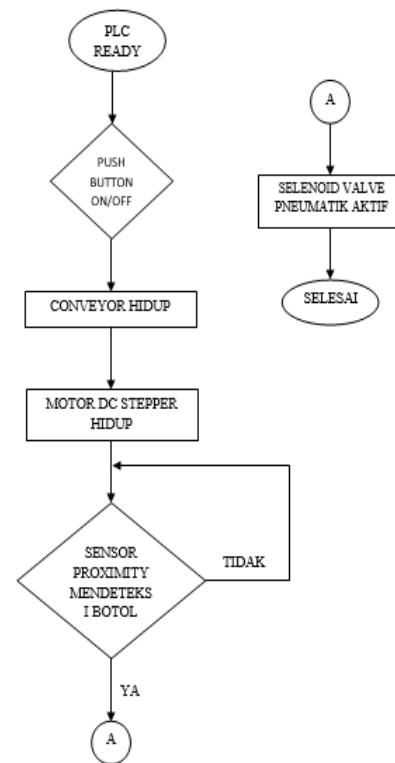 PLC
READY
PUSH
BUTTON
ON/OFF
CONVEYOR HIDUP
MOTOR DC STEPPER
HIDUP
SENSOR
PROXIMITY
MENDETEKS
I BOTOL
TIDAK
YA
A
A
SELENOID VALVE
PNEUMATIK AKTIF
SELESAI